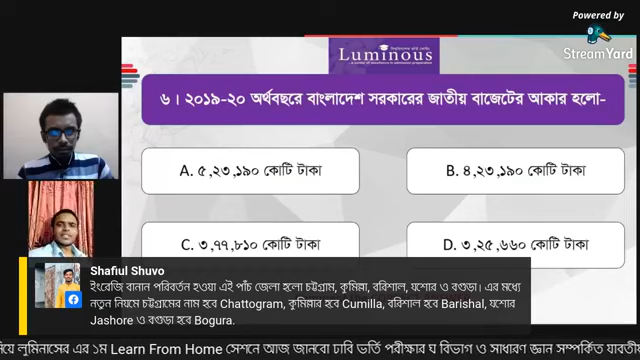 Powered by
StreamYard
Luminous
৬। ২০১৯-২০ অর্থবছরে বাংলাদেশ সরকারের জাতীয় বাজেটের আকার হলো-
A. ৫,২৩,১৯০ কোটি টাকা
B. ৪,২৩,১৯০ কোটি টাকা
C. ৩,৭৭,৮১০ কোটি টাকা
D. ৩,২৫,৬৬০ কোটি টাকা
Shafiul Shuvo
ইংরেজি বানান পরিবর্তন হওয়া এই পাঁচ জেলা হলো চট্টগ্রাম, কুমিল্লা, বরিশাল, যশোর ও বগুড়া। এর মধ্যে
নতুন নিয়মে চট্টগ্রামের নাম হবে Chattogram, কুমিল্লার হবে Cumilla, বরিশাল হবে Barishal, যশোর
Jashore ও বগুড়া হবে Bogura.
নিয়ে লুমিনাসের এর ১ম Learn From Home সেশনে আজ জানবো ঢাবি ভর্তি পরীক্ষার ঘ বিভাগ ও সাধারণ জ্ঞান সম্পর্কিত যাবতীয়